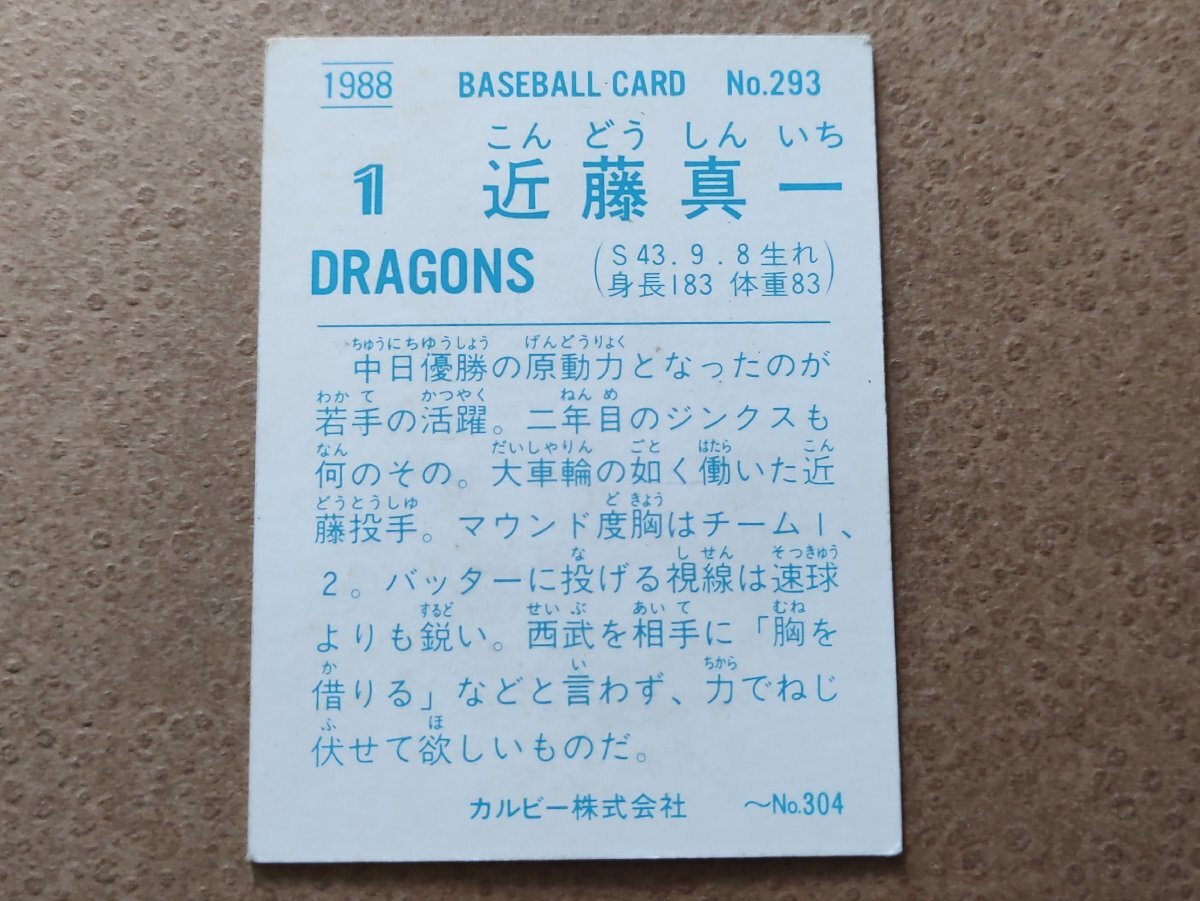 1988 BASEBALL CARD No.293
こん どう しん いち
1 近藤真一
DRAGONS
(S43.9.8生れ
身長183 体重83)
ちゅうにちゆうしょう げんどうりょく
中日優勝の原動力となったのが
わかて かつやく ねんめ
若手の活躍。二年目のジンクスも
なん だいしゃりん ごと はたら こん
何のその。大車輪の如く働いた近
どうとうしゅ どきょう
藤投手。マウンド度胸はチーム1、
な しせん そっきゅう
2。バッターに投げる視線は速球
するど せいぶ あいて むね
よりも鋭い。西武を相手に「胸を
か い ちから
借りる」などと言わず、力でねじ
ふ ほ
伏せて欲しいものだ。
カルビー株式会社 〜No.304